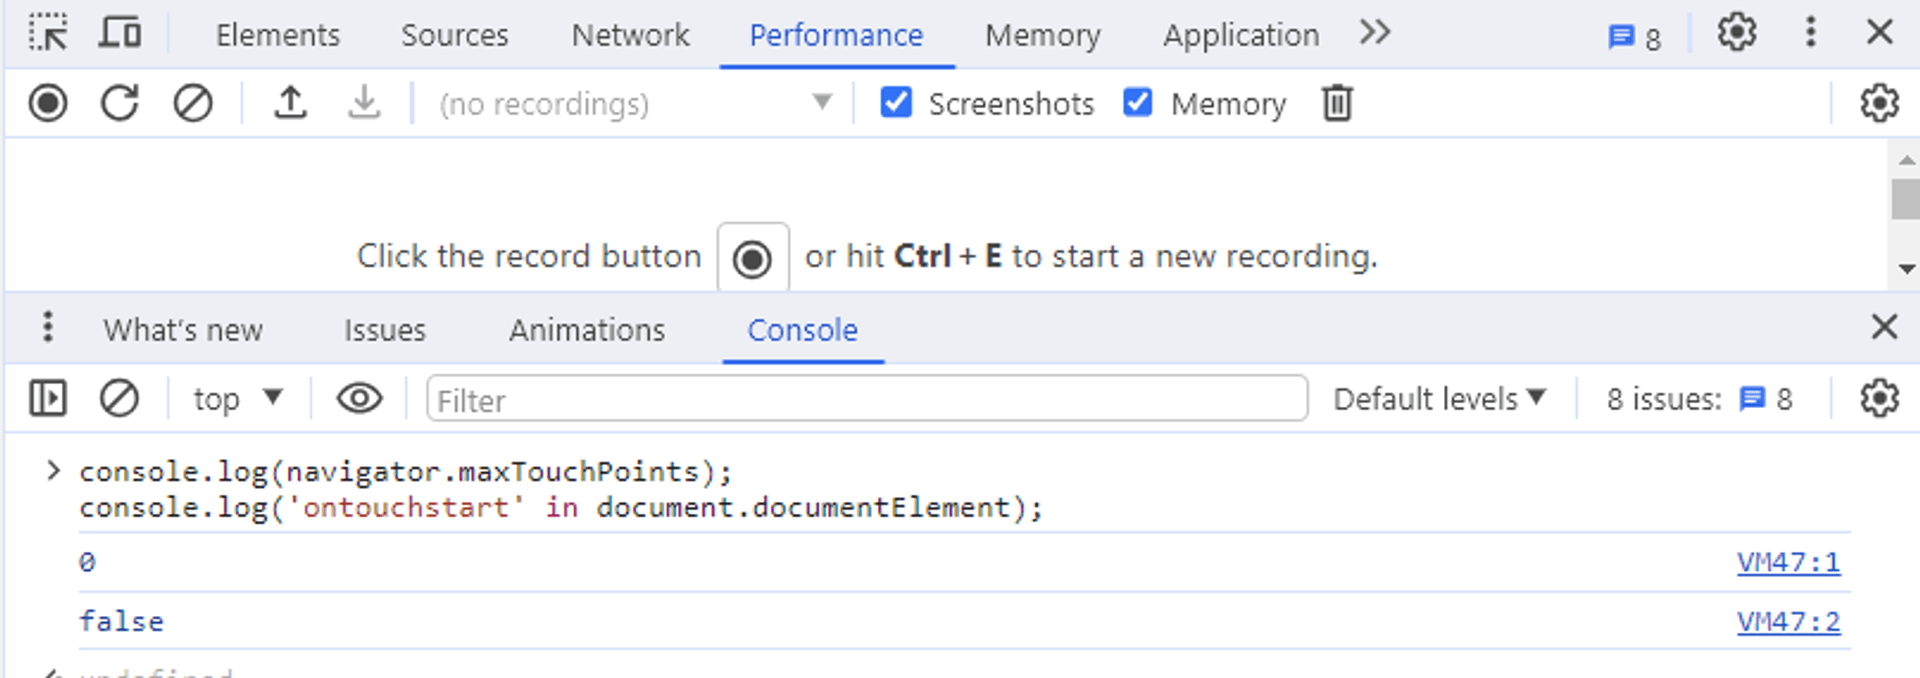 Elements Sources Network Performance Memory Application 8
(no recordings) Screenshots Memory
Click the record button or hit Ctrl + E to start a new recording.
What's new Issues Animations Console
top Filter Default levels 8 issues: 8
console.log(navigator.maxTouchPoints);
console.log('ontouchstart' in document.documentElement);
0 VM47:1
false VM47:2
undefined